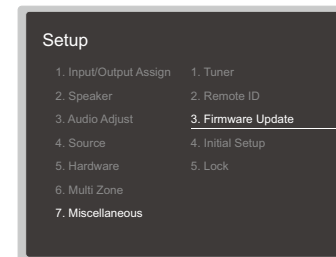 Setup
1. Input/Output Assign
2. Speaker
3. Audio Adjust
4. Source
5. Hardware
6. Multi Zone
7. Miscellaneous
1. Tuner
2. Remote ID
3. Firmware Update
4. Initial Setup
5. Lock